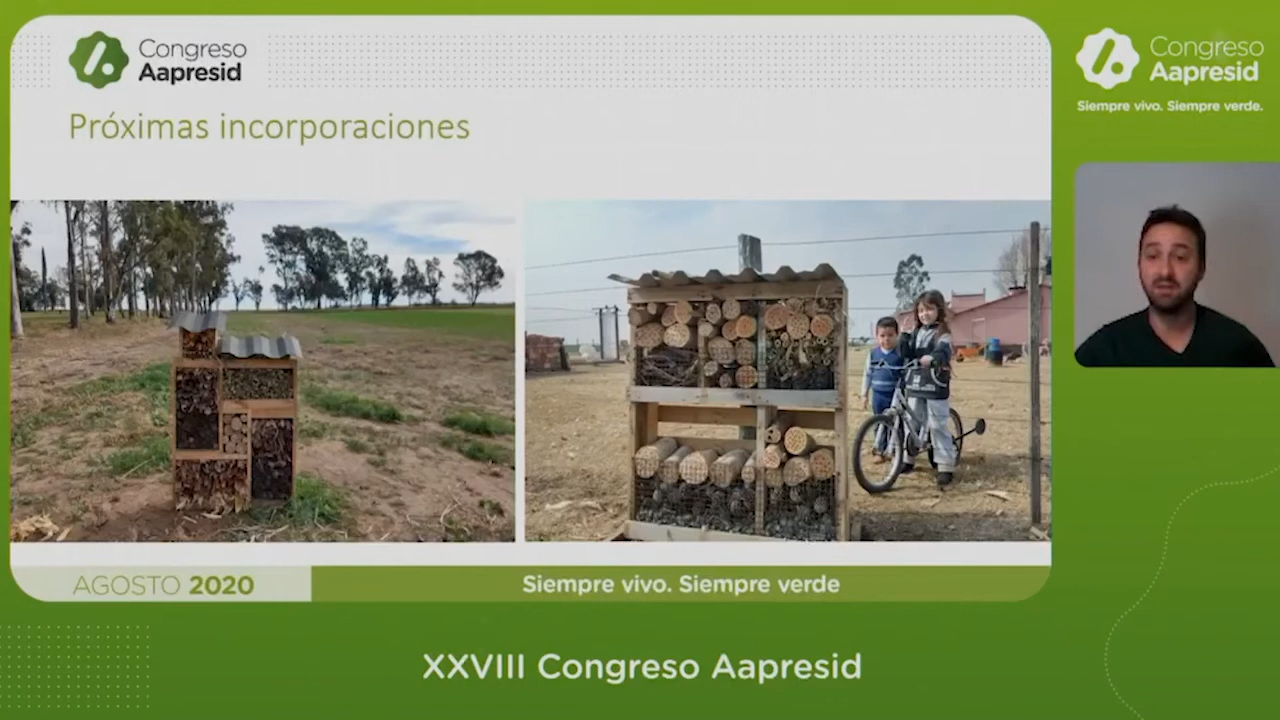 Congreso
Aapresid
Próximas incorporaciones
AGOSTO 2020
Siempre vivo. Siempre verde
Congreso
Aapresid
Siempre vivo. Siempre verde.
XXVIII Congreso Aapresid